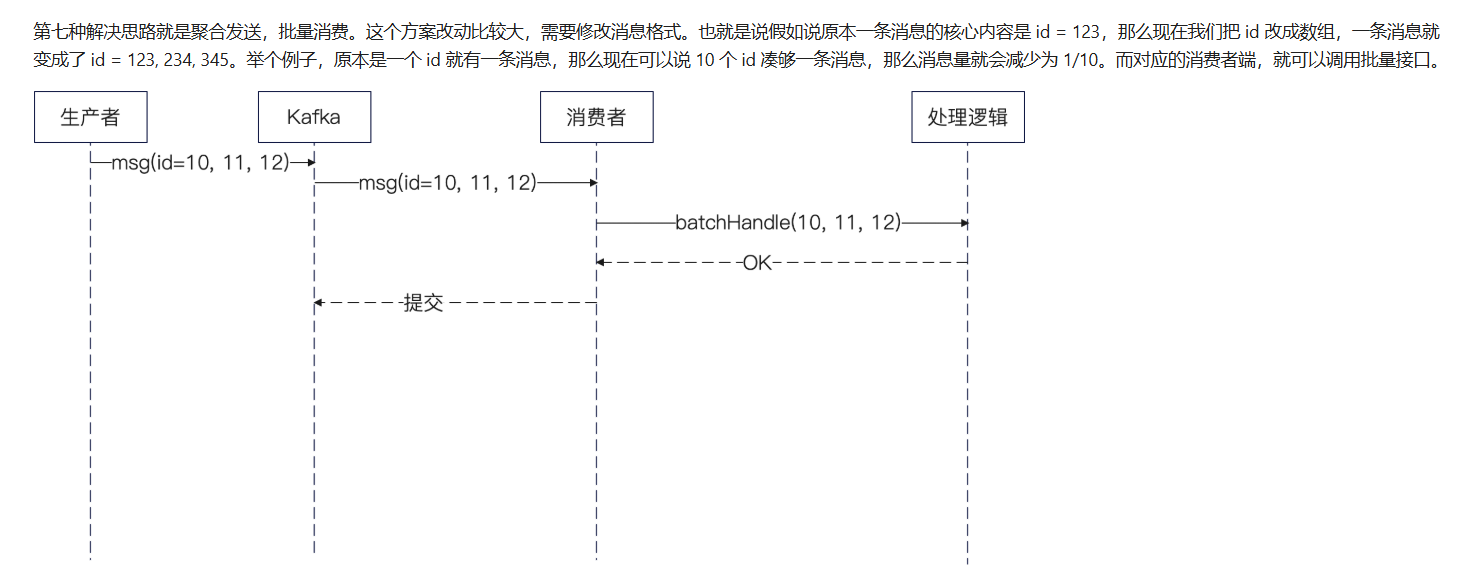 第七种解决思路就是聚合发送，批量消费。这个方案改动比较大，需要修改消息格式。也就是说假如说原本一条消息的核心内容是 id = 123，那么现在我们把 id 改成数组，一条消息就
变成了 id = 123, 234, 345。举个例子，原本是一个 id 就有一条消息，那么现在可以说 10 个 id 凑够一条消息，那么消息量就会减少为 1/10。而对应的消费者端，就可以调用批量接口。
生产者
Kafka
消费者
处理逻辑
msg(id=10, 11, 12)
msg(id=10, 11, 12)
batchHandle(10, 11, 12)
OK
提交